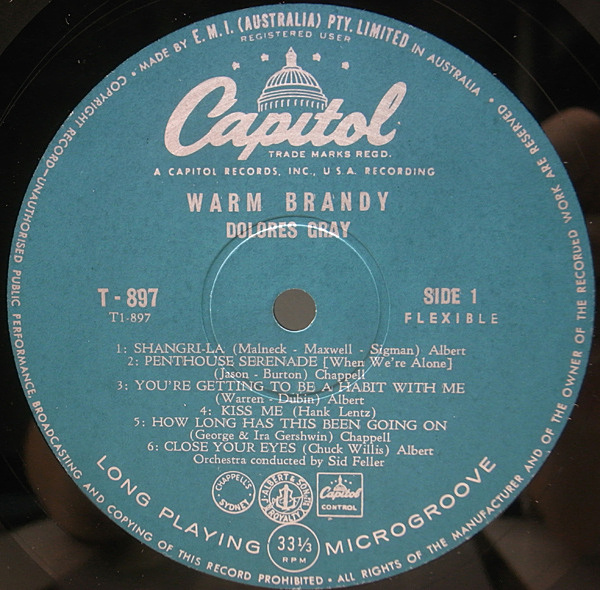 • MADE BY E.M.I. (AUSTRALIA) PTY. LIMITED IN AUSTRALIA •
REGISTERED USER
Capitol
TRADE MARKS REGD.
A CAPITOL RECORDS, INC., U.S.A. RECORDING
WARM BRANDY
DOLORES GRAY
T - 897
T1-897
SIDE 1
FLEXIBLE
1: SHANGRI-LA (Malneck - Maxwell - Sigman) Albert
2: PENTHOUSE SERENADE [When We're Alone]
(Jason - Burton) Chappell
3: YOU'RE GETTING TO BE A HABIT WITH ME
(Warren - Dubin) Albert
4: KISS ME (Hank Lentz)
5: HOW LONG HAS THIS BEEN GOING ON
(George & Ira Gershwin) Chappell
6: CLOSE YOUR EYES (Chuck Willis) Albert
Orchestra conducted by Sid Feller
CHAPPELL'S
SYDNEY
J. ALBERT & SON
ROYALTY
Capitol
CONTROL
LONG PLAYING 33⅓ RPM MICROGROOVE
COPYRIGHT RECORD—UNAUTHORISED PUBLIC PERFORMANCE, BROADCASTING AND COPYING OF THIS RECORD PROHIBITED • ALL RIGHTS OF THE MANUFACTURER AND OF THE OWNER OF THE RECORDED WORK ARE RESERVED